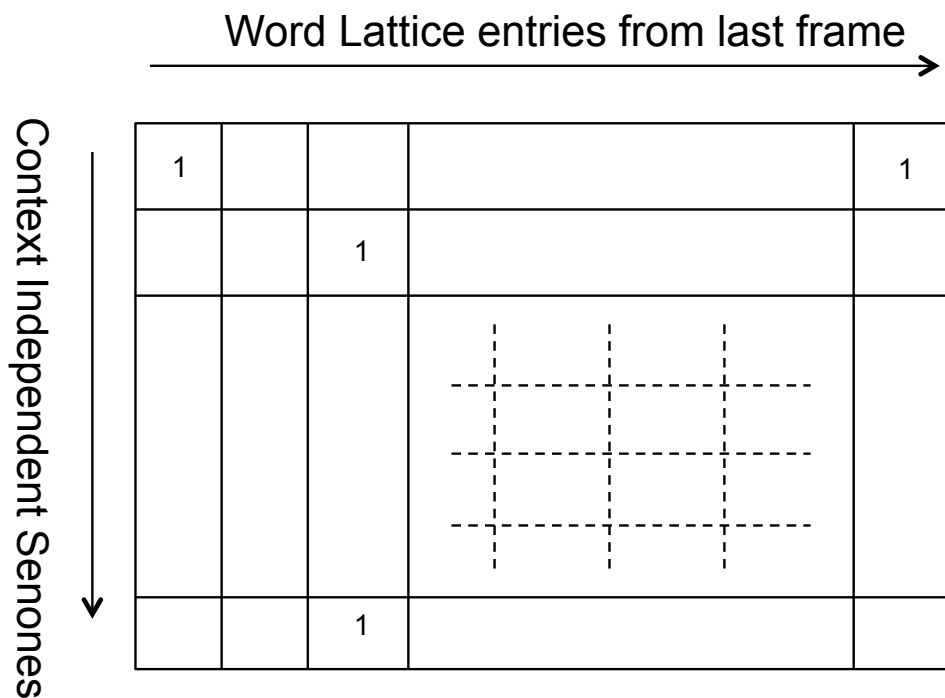 Word Lattice entries from last frame
Context Independent Senones
1 1
1
1